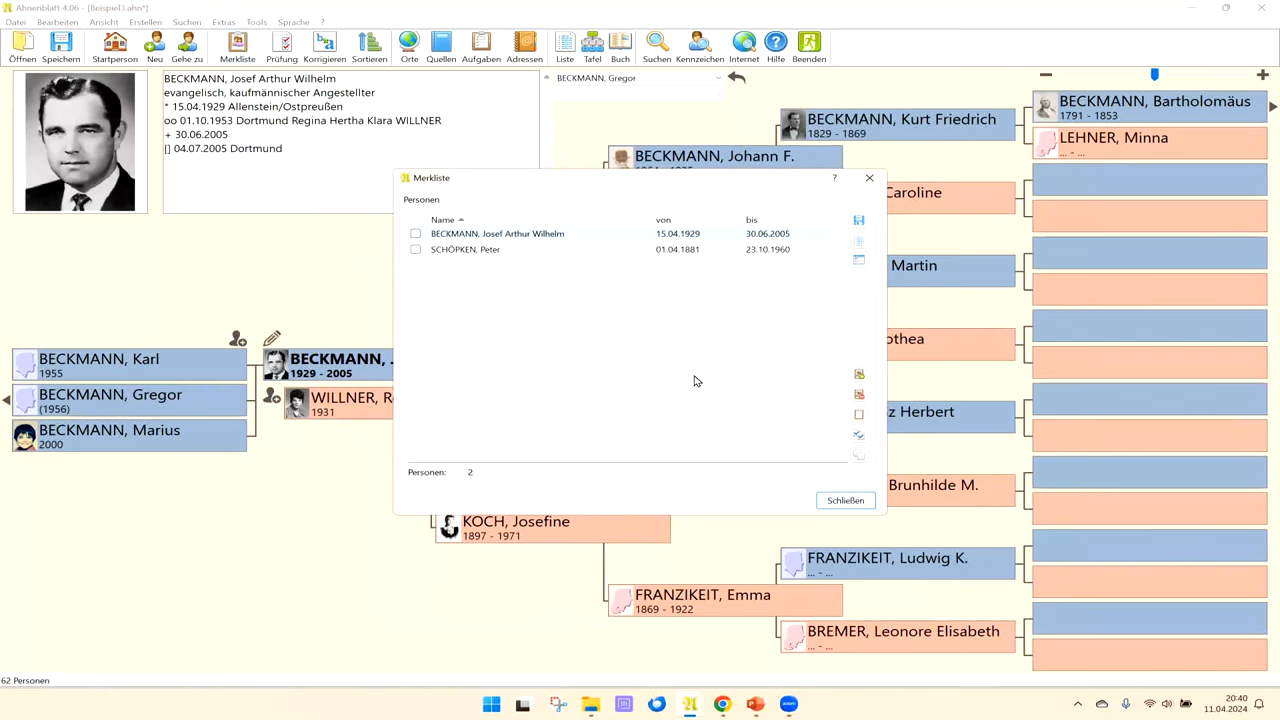 Ahnenblatt 4.06 - [Beispiel3.ahn*]
Datei Bearbeiten Ansicht Erstellen Suchen Extras Tools Sprache ?
Öffnen Speichern Startperson Neu Gehe zu Merkliste Prüfung Korrigieren Sortieren Orte Quellen Aufgaben Adressen Liste Tafel Buch Suchen Kennzeichen Internet Hilfe Beenden
BECKMANN, Josef Arthur Wilhelm
evangelisch, kaufmännischer Angestellter
* 15.04.1929 Allenstein/Ostpreußen
oo 01.10.1953 Dortmund Regina Hertha Klara WILLNER
+ 30.06.2005
[] 04.07.2005 Dortmund
BECKMANN, Gregor
BECKMANN, Johann F.
BECKMANN, Kurt Friedrich
1829 - 1869
BECKMANN, Bartholomäus
1791 - 1853
LEHNER, Minna
... - ...
Caroline
Martin
Herbert
Brunhilde M.
Merkliste
? 
Personen
Name von bis
BECKMANN, Josef Arthur Wilhelm 15.04.1929 30.06.2005
SCHÖPKEN, Peter 01.04.1881 23.10.1960
Personen: 2
Schließen
BECKMANN, Karl
1955
BECKMANN, Gregor
(1956)
BECKMANN, Marius
2000
BECKMANN, J
1929 - 2005
WILLNER, R
1931
KOCH, Josefine
1897 - 1971
FRANZIKEIT, Emma
1869 - 1922
FRANZIKEIT, Ludwig K.
... - ...
BREMER, Leonore Elisabeth
... - ...
62 Personen
20:40
11.04.2024